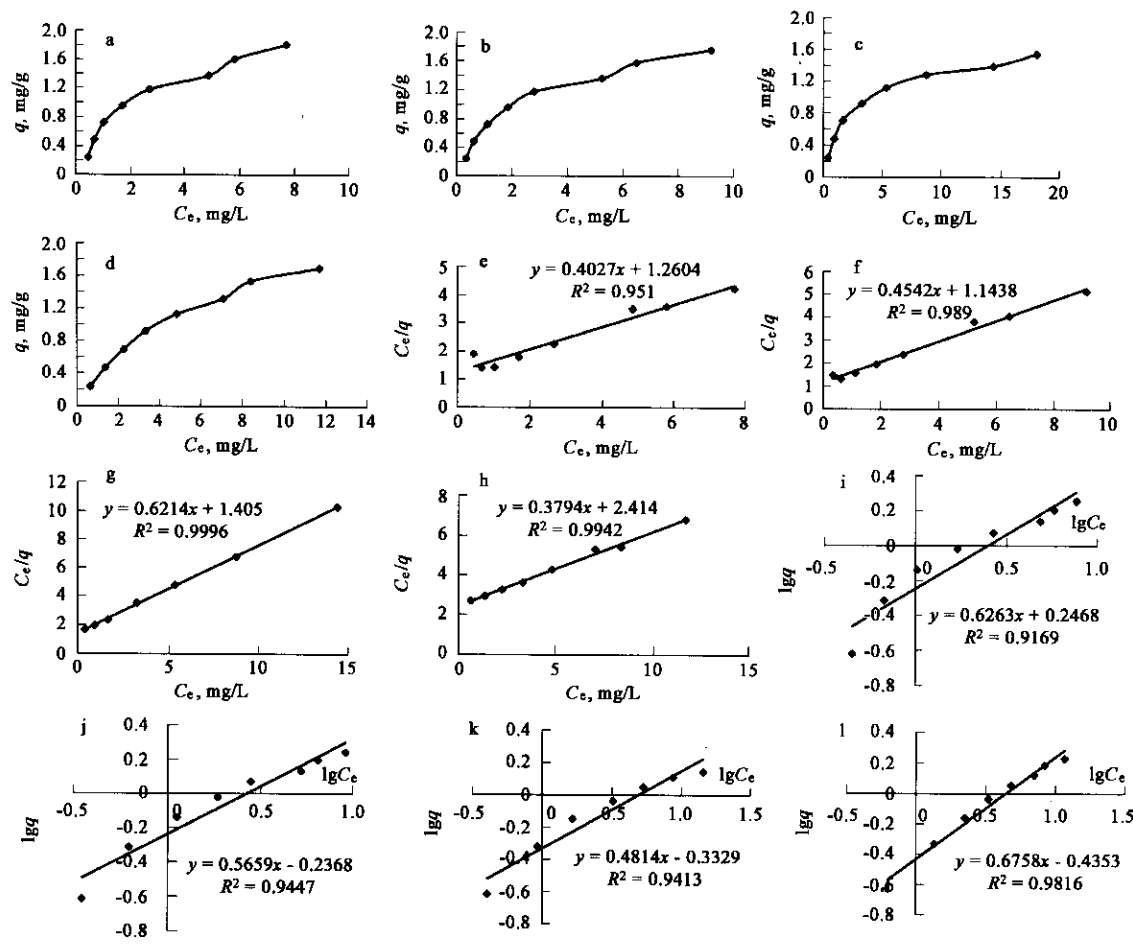 a
2.0
1.6
1.2
0.8
0.4
0
q, mg/g
0 2 4 6 8 10
Ce, mg/L
b
2.0
1.6
1.2
0.8
0.4
0
q, mg/g
0 2 4 6 8 10
Ce, mg/L
c
2.0
1.6
1.2
0.8
0.4
0
q, mg/g
0 5 10 15 20
Ce, mg/L
d
2.0
1.6
1.2
0.8
0.4
0
q, mg/g
0 2 4 6 8 10 12 14
Ce, mg/L
e
y = 0.4027x + 1.2604
R² = 0.951
5
4
3
2
1
0
Ce/q
0 2 4 6 8
Ce, mg/L
f
y = 0.4542x + 1.1438
R² = 0.989
6
5
4
3
2
1
0
Ce/q
0 2 4 6 8 10
Ce, mg/L
g
y = 0.6214x + 1.405
R² = 0.9996
12
10
8
6
4
2
0
Ce/q
0 5 10 15
Ce, mg/L
h
y = 0.3794x + 2.414
R² = 0.9942
8
6
4
2
0
Ce/q
0 5 10 15
Ce, mg/L
i
0.4
0.2
lgCe
0
-0.5 0 0.5 1.0
lgq
-0.2
-0.4
-0.6
-0.8
y = 0.6263x + 0.2468
R² = 0.9169
j
0.4
0.2
lgCe
0
-0.5 0 0.5 1.0
lgq
-0.2
-0.4
-0.6
-0.8
y = 0.5659x - 0.2368
R² = 0.9447
k
0.4
0.2
lgCe
0
-0.5 0 0.5 1.0 1.5
lgq
-0.2
-0.4
-0.6
-0.8
y = 0.4814x - 0.3329
R² = 0.9413
l
0.4
0.2
lgCe
0
-0.5 0 0.5 1.0 1.5
lgq
-0.2
-0.4
-0.6
-0.8
y = 0.6758x - 0.4353
R² = 0.9816